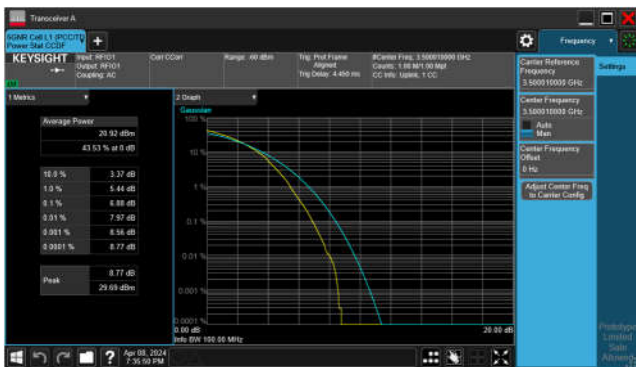 Transceiver A
5GNR Cell L1 (PCC/TD
Power Stat CCDF
+
Frequency
KEYSIGHT
Input: RFIO1
Output: RFIO1
Coupling: AC
Corr CCorr
Range: -60 dBm
Trig: Prot Frame
Aligned
Trig Delay: 4.450 ms
#Center Freq: 3.500010000 GHz
Counts: 1.00 M/1.00 Mpt
CC Info: Uplink, 1 CC
1 Metrics
Average Power
20.92 dBm
43.53 % at 0 dB
10.0 % 3.37 dB
1.0 % 5.44 dB
0.1 % 6.88 dB
0.01 % 7.97 dB
0.001 % 8.56 dB
0.0001 % 8.77 dB
Peak
8.77 dB
29.69 dBm
2 Graph
Gaussian
100 %
10 %
1 %
0.1 %
0.01 %
0.001 %
0.0001 %
0.00 dB
20.00 dB
Info BW 100.00 MHz
Carrier Reference
Frequency
3.500010000 GHz
Settings
Center Frequency
3.500010000 GHz
Auto
Man
Center Frequency
Offset
0 Hz
Adjust Center Freq
to Carrier Config
Prototype
Limited
Sale
Allowed
?
Apr 08, 2024
7:35:50 PM